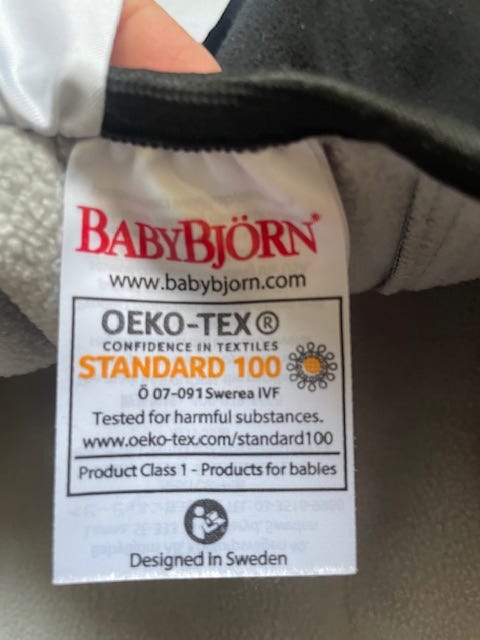 BABYBJÖRN®
www.babybjorn.com
OEKO-TEX®
CONFIDENCE IN TEXTILES
STANDARD 100
Ö 07-091 Swerea IVF
Tested for harmful substances.
www.oeko-tex.com/standard100
Product Class 1 - Products for babies
Designed in Sweden